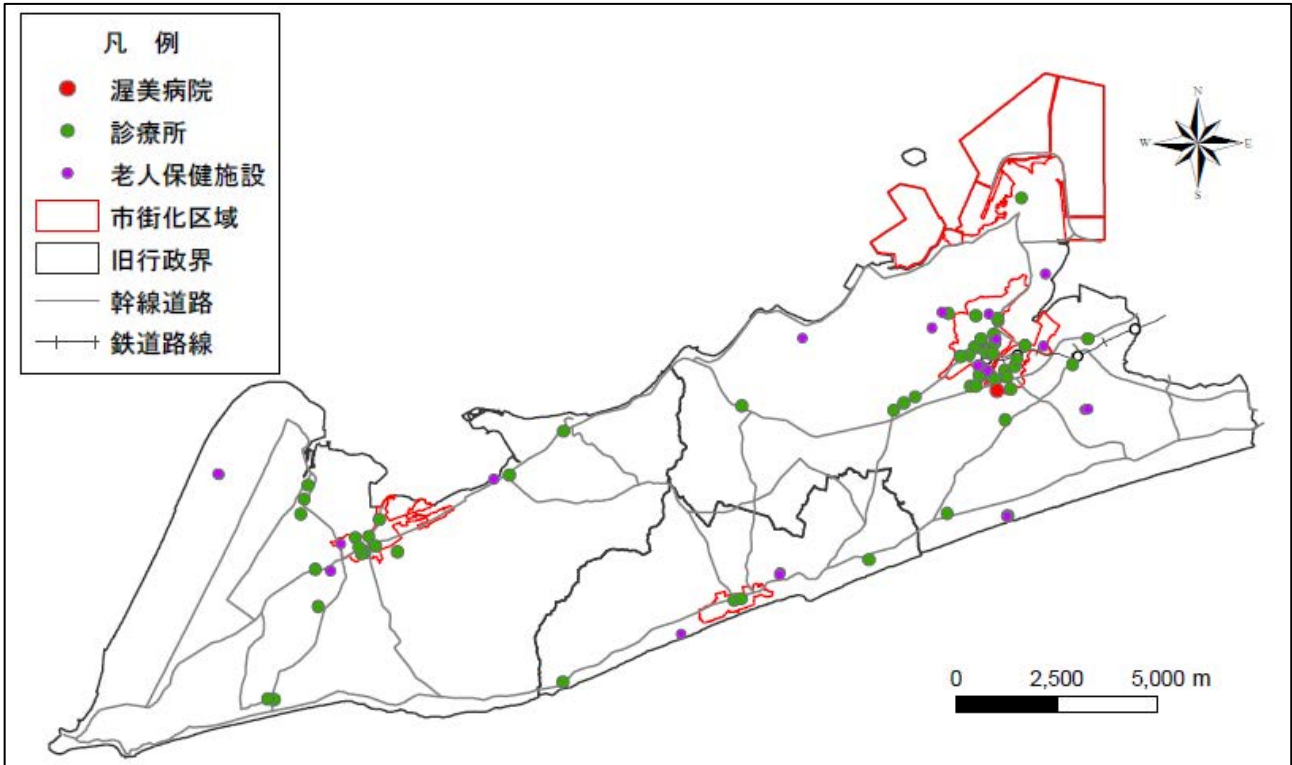 凡 例
渥美病院
診療所
老人保健施設
市街化区域
旧行政界
幹線道路
鉄道路線
N
W
E
S
0 2,500 5,000 m